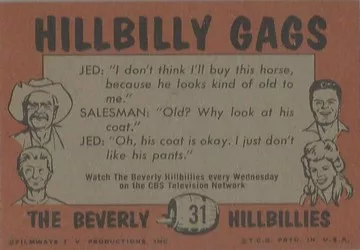 HILLBILLY GAGS
JED: "I don't think I'll buy this horse,
because he looks kind of old to
me."
SALESMAN: "Old? Why look at his
coat."
JED: "Oh, his coat is okay. I just don't
like his pants."
Watch The Beverly Hillbillies every Wednesday
on the CBS Television Network
THE BEVERLY 31 HILLBILLIES
©FILMWAYS T. V. PRODUCTIONS, INC. ©T.C.G. PRTD. IN U.S.A.